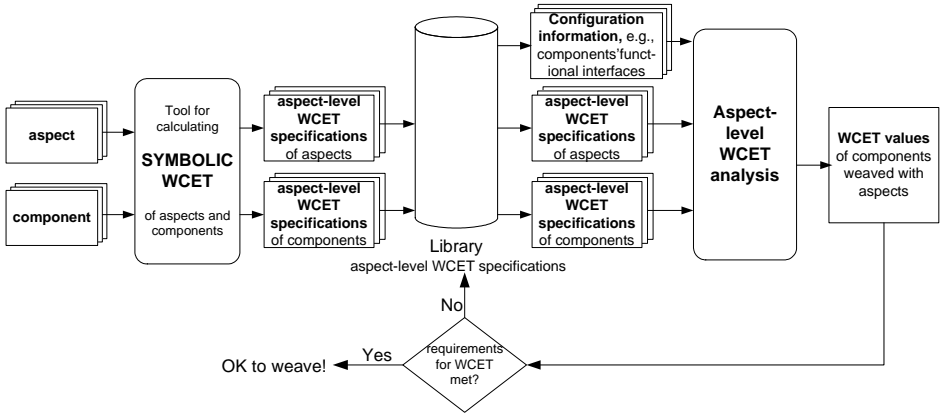 aspect
component
Tool for
calculating
SYMBOLIC
WCET
of aspects and
components
aspect-level
WCET
specifications
of aspects
aspect-level
WCET
specifications
of components
Library
aspect-level WCET specifications
Configuration
information, e.g.,
components'funct-
ional interfaces
aspect-level
WCET
specifications
of aspects
aspect-level
WCET
specifications
of components
Aspect-
level
WCET
analysis
WCET values
of components
weaved with
aspects
No
requirements
for WCET
met?
Yes
OK to weave!